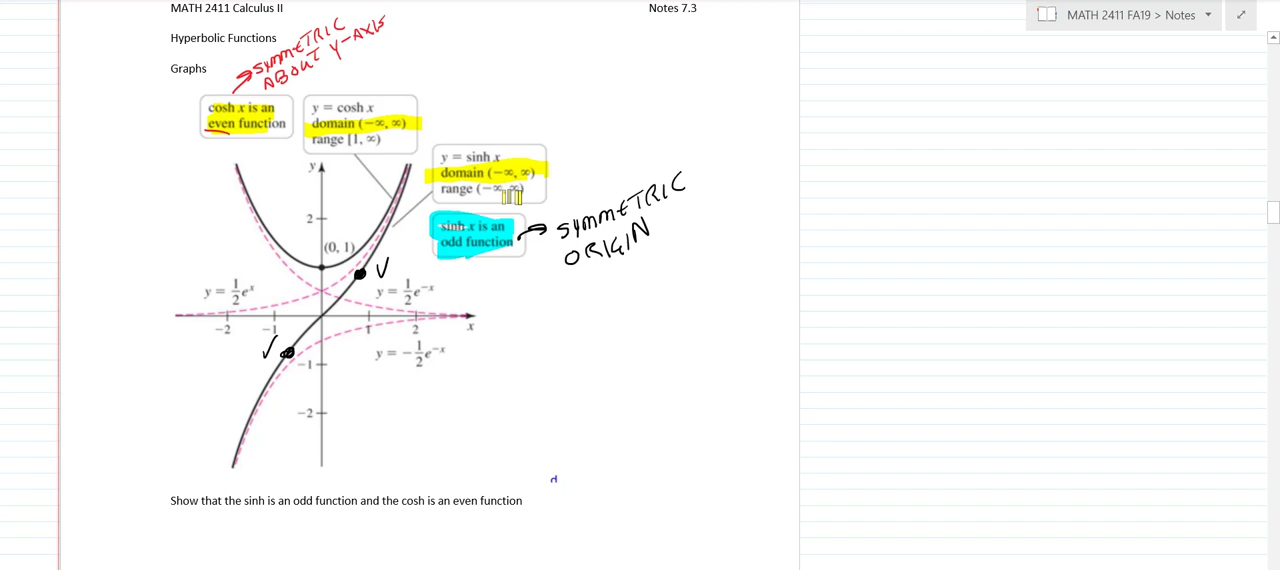 MATH 2411 Calculus II
Notes 7.3
MATH 2411 FA19 > Notes
Hyperbolic Functions
Graphs
SYMMETRIC
ABOUT Y-AXIS
cosh x is an
even function
y = cosh x
domain (−∞, ∞)
range [1, ∞)
y = sinh x
domain (−∞, ∞)
range (−∞, ∞)
sinh x is an
odd function
SYMMETRIC
ORIGIN
y
2
(0, 1)
y = 1/2 e^x
y = 1/2 e^−x
−2 −1 1 2 x
y = −1/2 e^−x
−1
−2
d
Show that the sinh is an odd function and the cosh is an even function